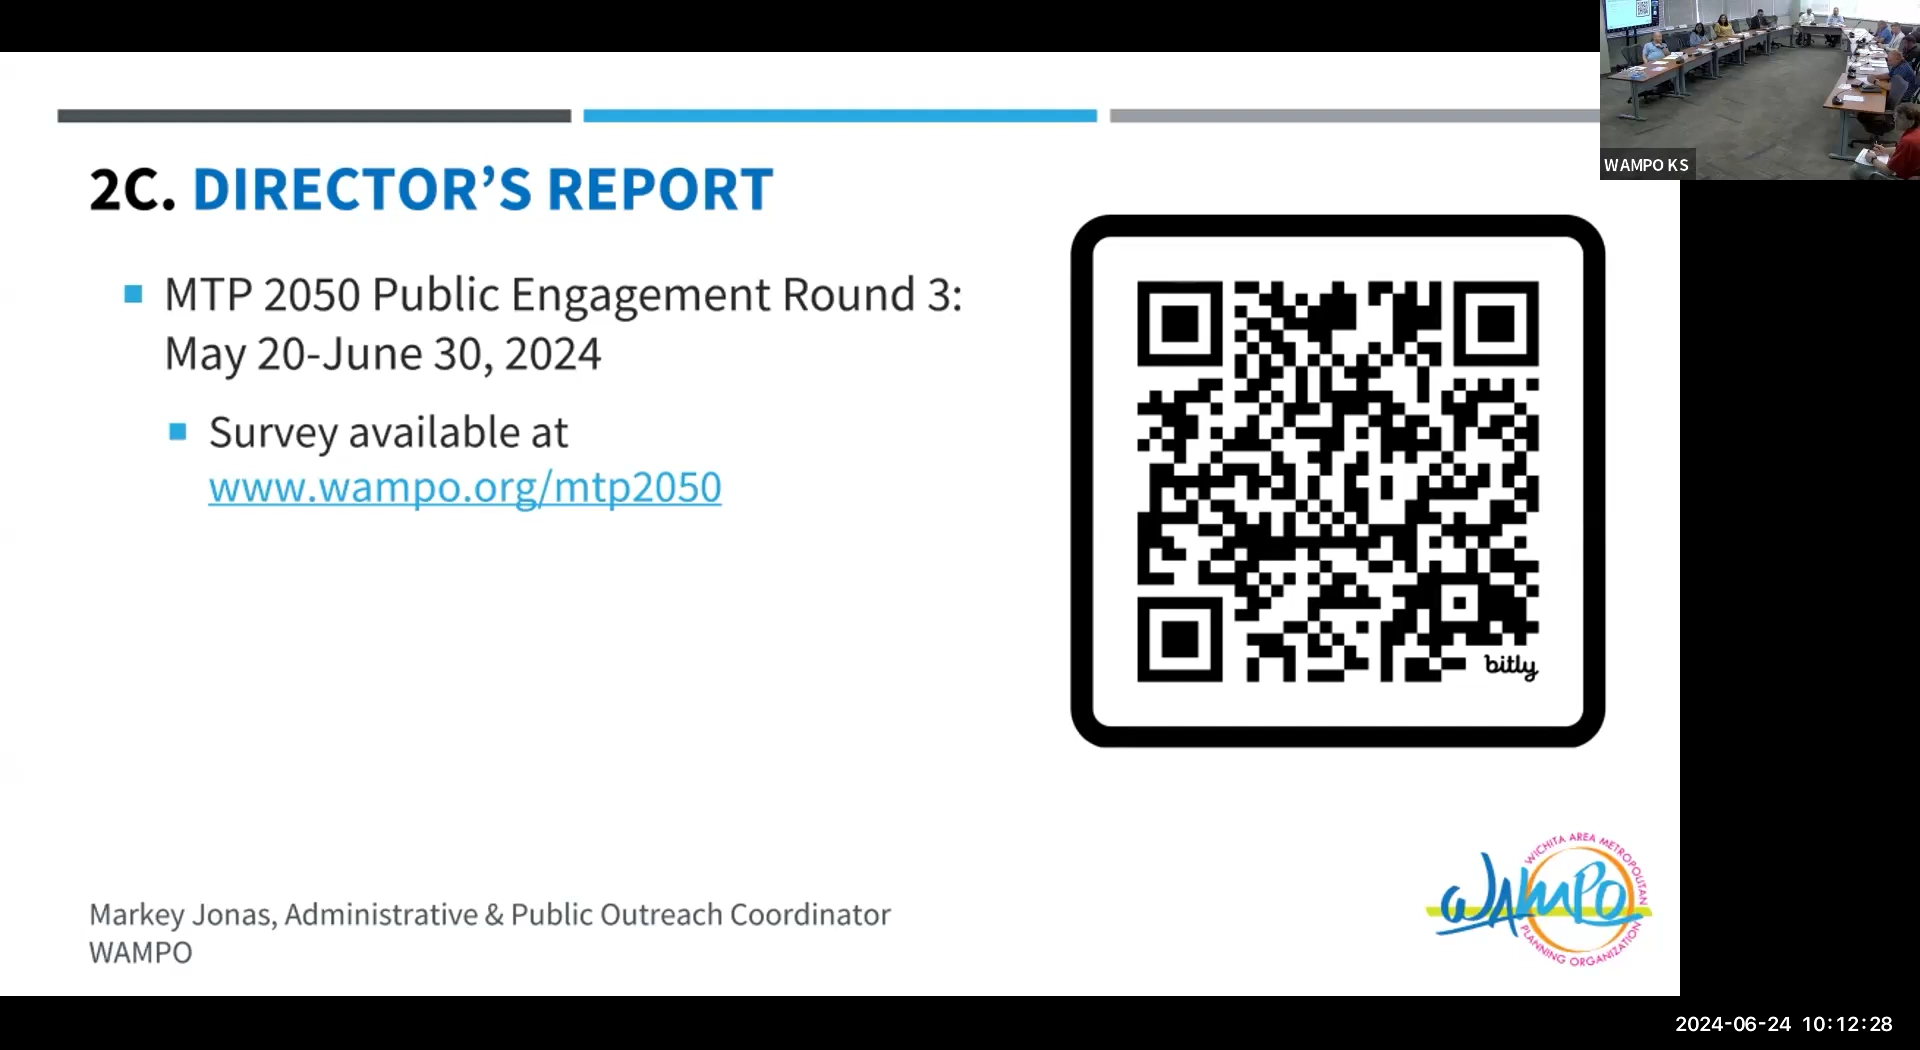 WAMPO KS
2C. DIRECTOR’S REPORT
MTP 2050 Public Engagement Round 3:
May 20-June 30, 2024
Survey available at
www.wampo.org/mtp2050
bitly
Markey Jonas, Administrative & Public Outreach Coordinator
WAMPO
WICHITA AREA METROPOLITAN
WAMPO
PLANNING ORGANIZATION
2024-06-24 10:12:28